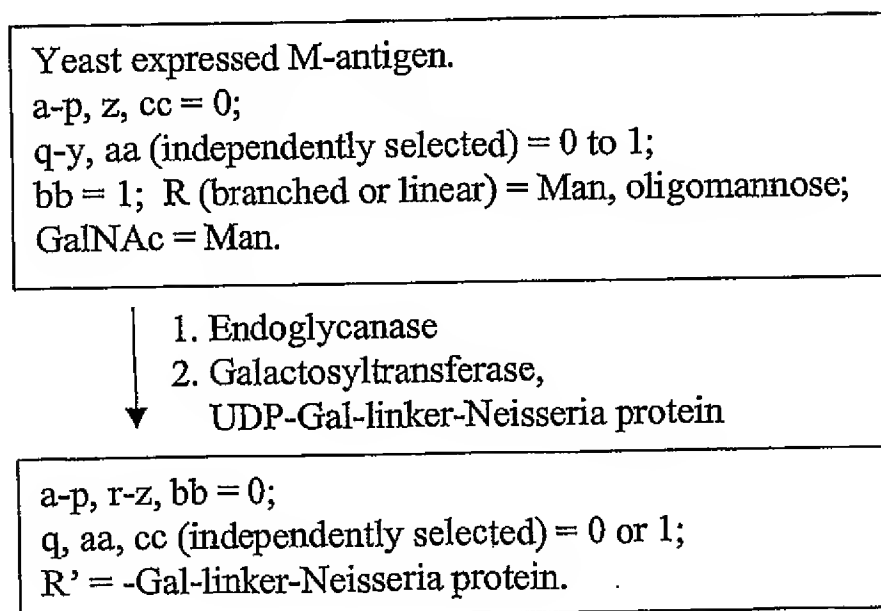 Yeast expressed M-antigen.
a-p, z, cc = 0;
q-y, aa (independently selected) = 0 to 1;
bb = 1; R (branched or linear) = Man, oligomannose;
GalNAc = Man.
1. Endoglycanase
2. Galactosyltransferase,
UDP-Gal-linker-Neisseria protein
a-p, r-z, bb = 0;
q, aa, cc (independently selected) = 0 or 1;
R’ = -Gal-linker-Neisseria protein.